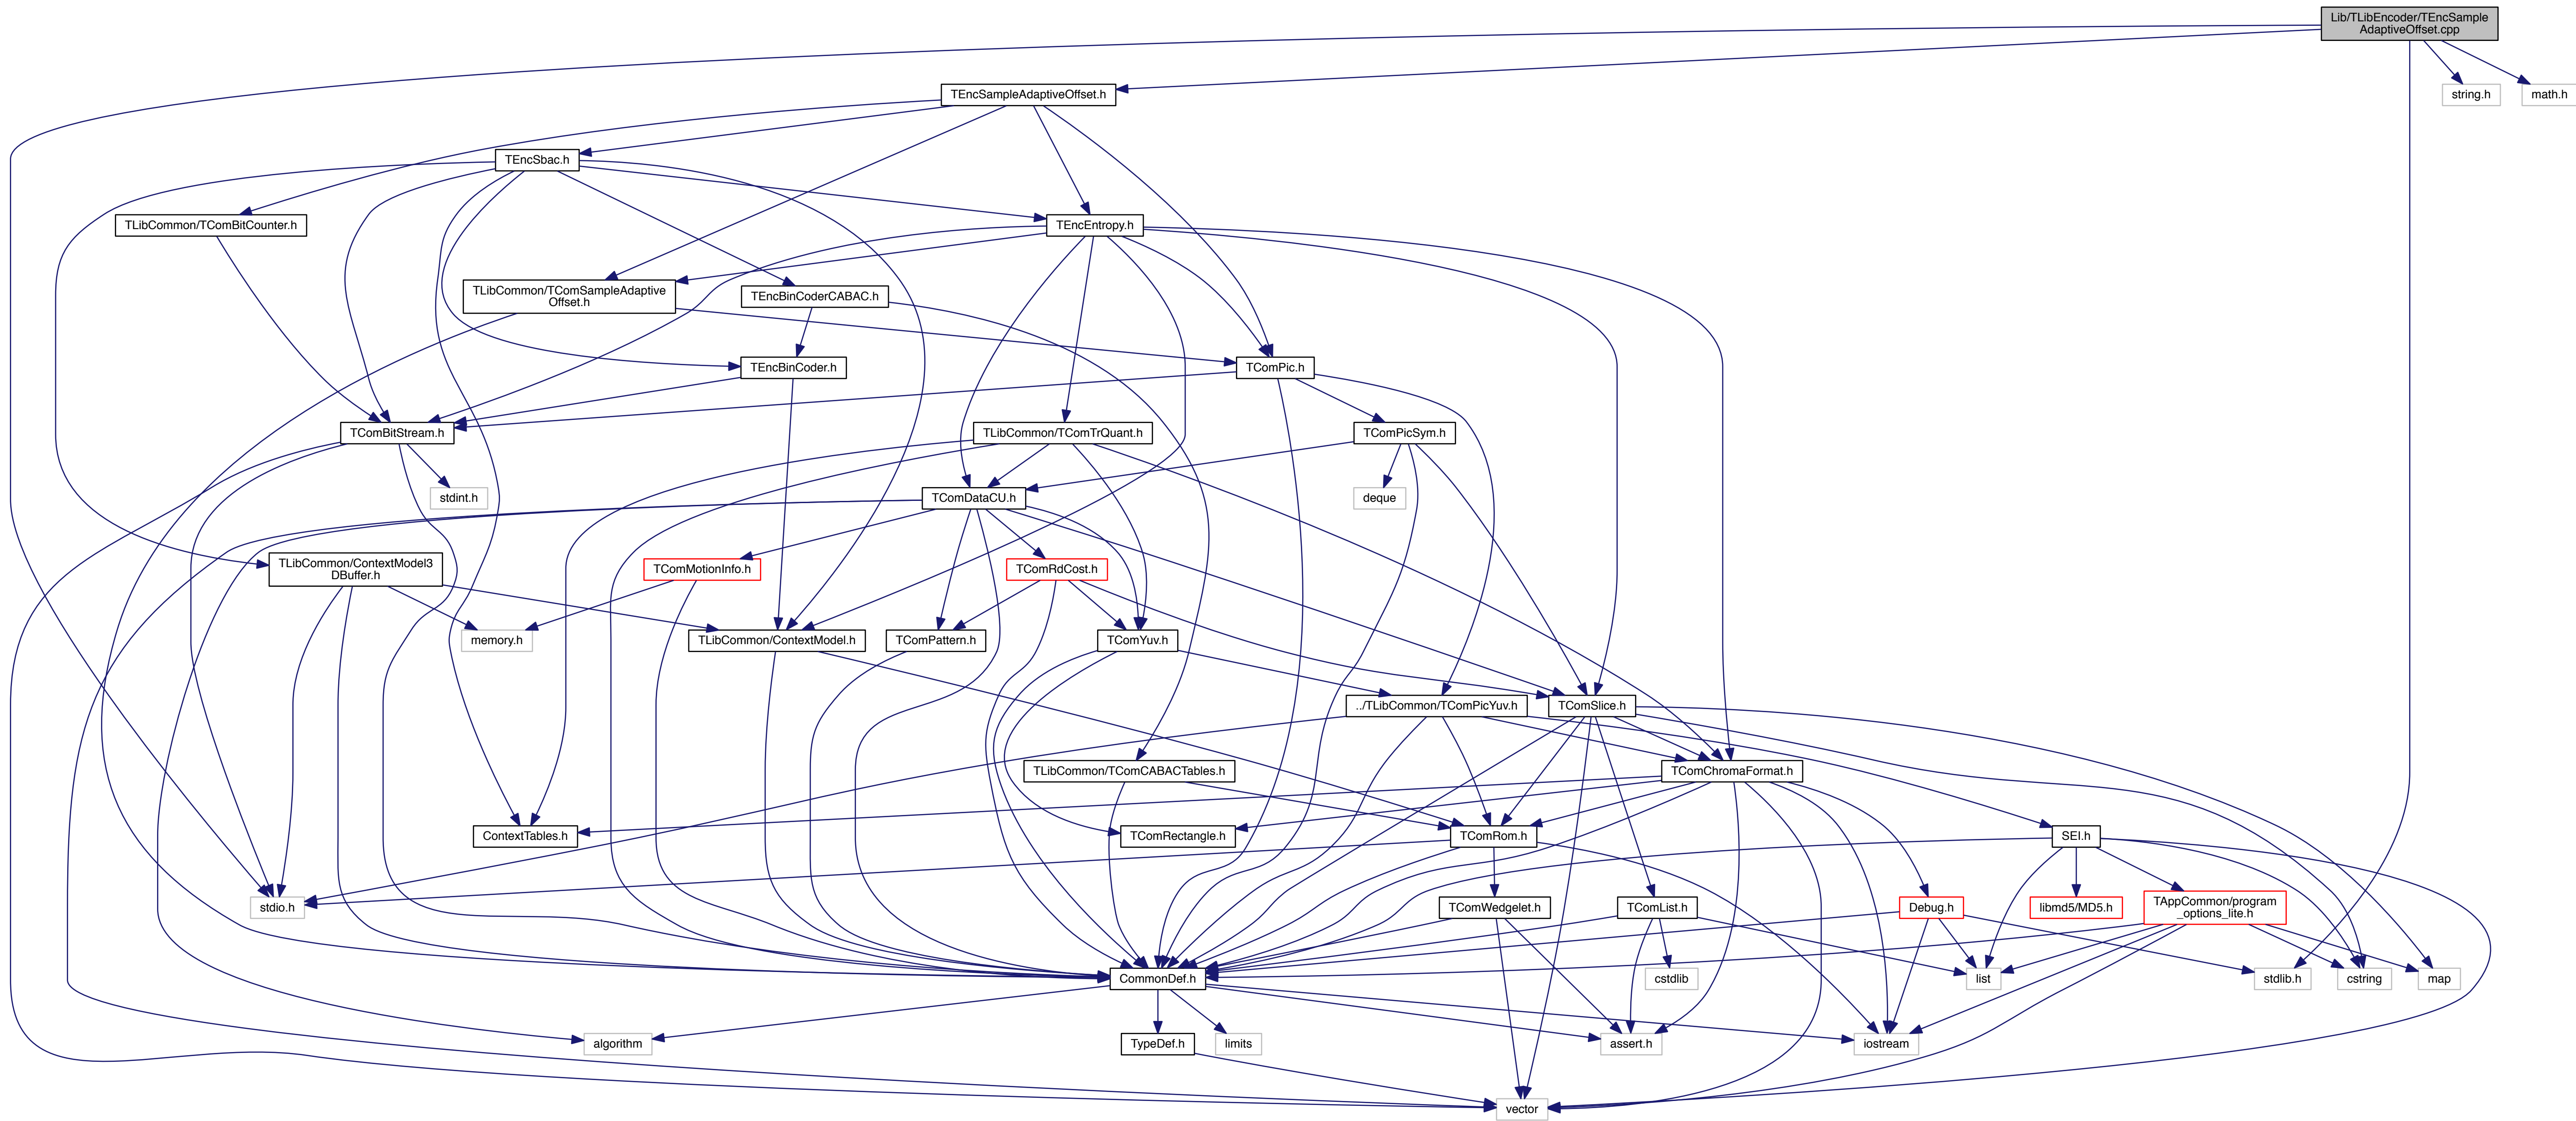 Lib/TLibEncoder/TEncSample
AdaptiveOffset.cpp
TEncSampleAdaptiveOffset.h
string.h
math.h
TEncSbac.h
TLibCommon/TComBitCounter.h
TEncEntropy.h
TLibCommon/TComSampleAdaptive
Offset.h
TEncBinCoderCABAC.h
TEncBinCoder.h
TComPic.h
TComBitStream.h
TLibCommon/TComTrQuant.h
TComPicSym.h
stdint.h
TComDataCU.h
deque
TLibCommon/ContextModel3
DBuffer.h
TComMotionInfo.h
TComRdCost.h
memory.h
TLibCommon/ContextModel.h
TComPattern.h
TComYuv.h
../TLibCommon/TComPicYuv.h
TComSlice.h
TLibCommon/TComCABACTables.h
TComChromaFormat.h
ContextTables.h
TComRectangle.h
TComRom.h
SEI.h
stdio.h
TComWedgelet.h
TComList.h
Debug.h
libmd5/MD5.h
TAppCommon/program
_options_lite.h
CommonDef.h
cstdlib
list
stdlib.h
cstring
map
algorithm
TypeDef.h
limits
assert.h
iostream
vector